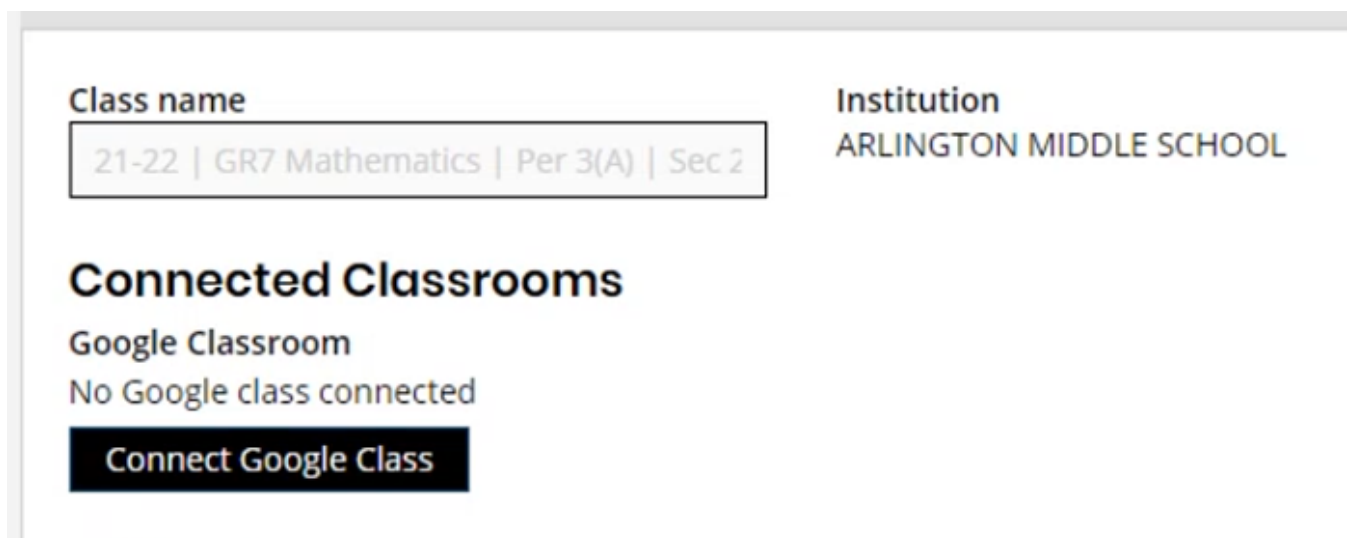 Class name
21-22 | GR7 Mathematics | Per 3(A) | Sec 2
Institution
ARLINGTON MIDDLE SCHOOL
Connected Classrooms
Google Classroom
No Google class connected
Connect Google Class